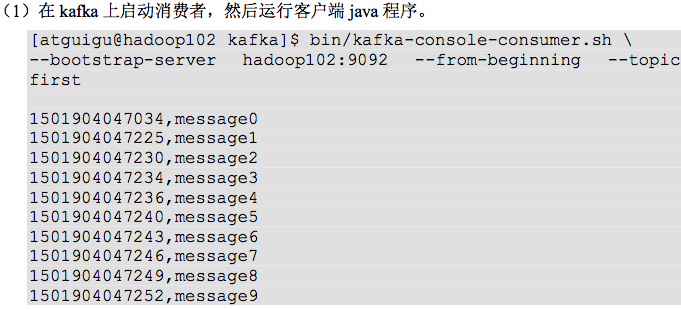 （1）在 kafka 上启动消费者，然后运行客户端 java 程序。
[atguigu@hadoop102 kafka]$ bin/kafka-console-consumer.sh \
--bootstrap-server hadoop102:9092 --from-beginning --topic
first
1501904047034,message0
1501904047225,message1
1501904047230,message2
1501904047234,message3
1501904047236,message4
1501904047240,message5
1501904047243,message6
1501904047246,message7
1501904047249,message8
1501904047252,message9